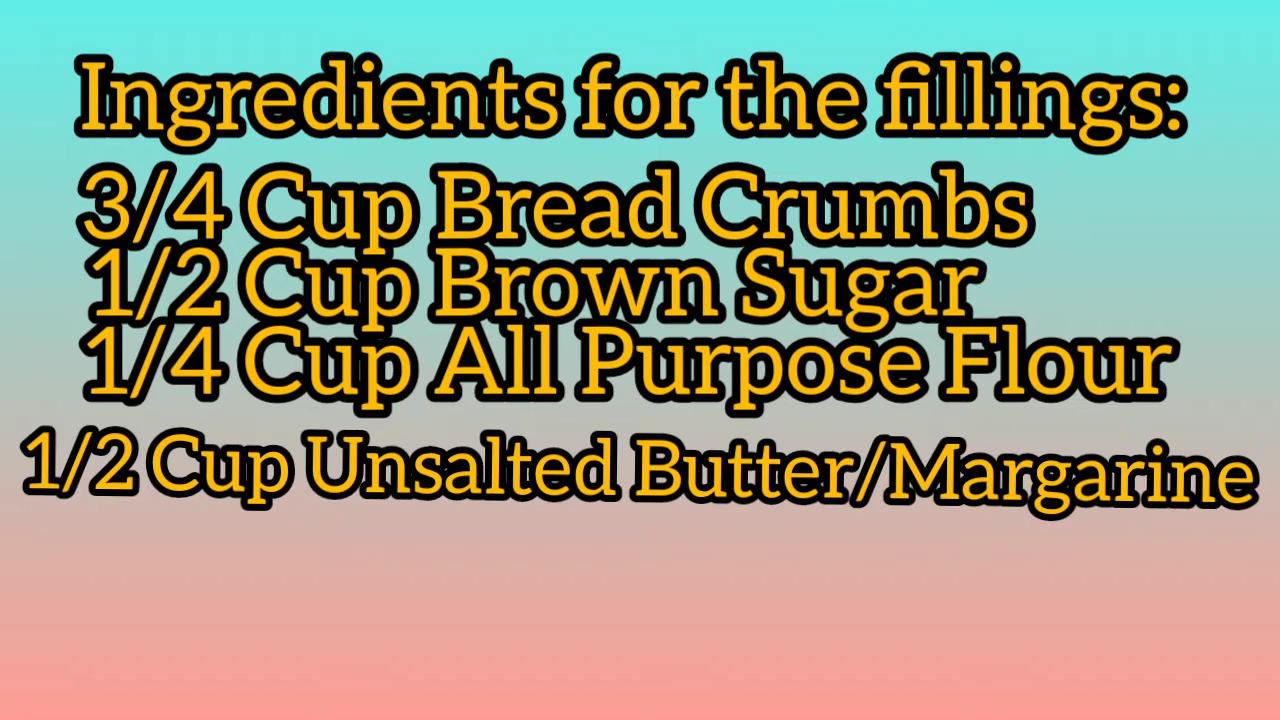 Ingredients for the fillings:
3/4 Cup Bread Crumbs
1/2 Cup Brown Sugar
1/4 Cup All Purpose Flour
1/2 Cup Unsalted Butter/Margarine